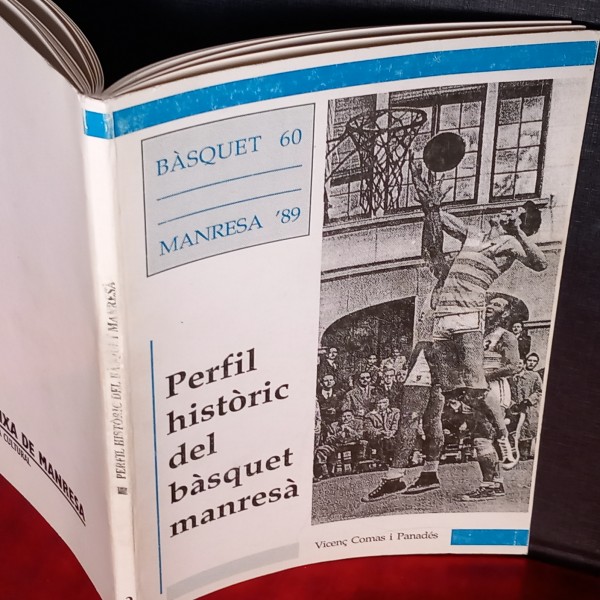 BÀSQUET 60
MANRESA '89
Perfil
històric
del
bàsquet
manresà
Vicenç Comas i Panadés
PERFIL HISTÒRIC DEL BÀSQUET MANRESÀ
DE MANRESA
CULTURAL